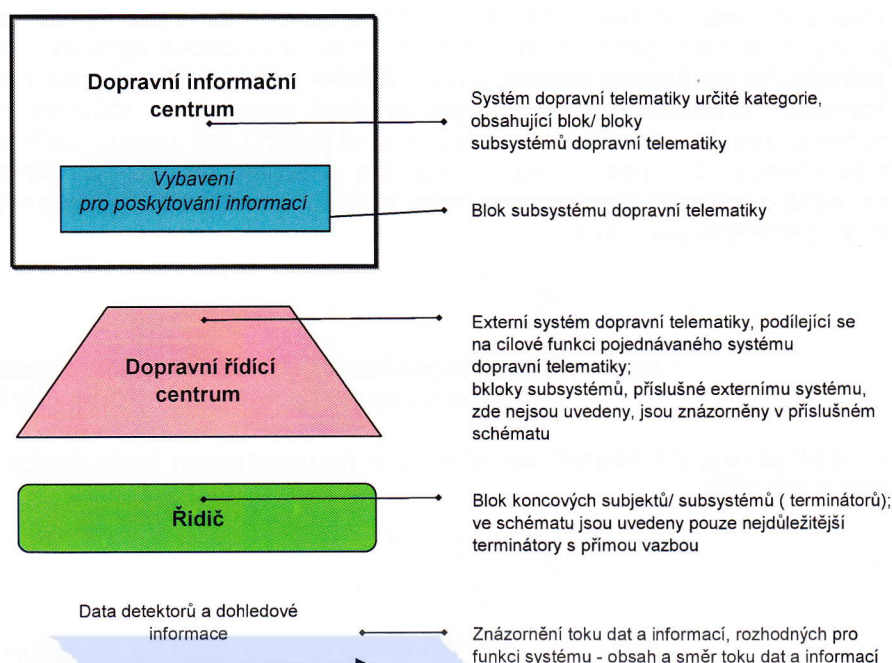 Dopravní informační
centrum
Systém dopravní telematiky určité kategorie,
obsahující blok/ bloky
subsystémů dopravní telematiky
Vybavení
pro poskytování informací
Blok subsystému dopravní telematiky
Externí systém dopravní telematiky, podílející se
na cílové funkci pojednávaného systému
dopravní telematiky;
bkloky subsystémů, příslušné externímu systému,
zde nejsou uvedeny, jsou znázorněny v příslušném
schématu
Dopravní řídící
centrum
Blok koncových subjektů/ subsystémů ( terminátorů);
ve schématu jsou uvedeny pouze nejdůležitější
terminátory s přímou vazbou
Řidič
Data detektorů a dohledové
informace
Znázornění toku dat a informací, rozhodných pro
funkci systému - obsah a směr toku dat a informací